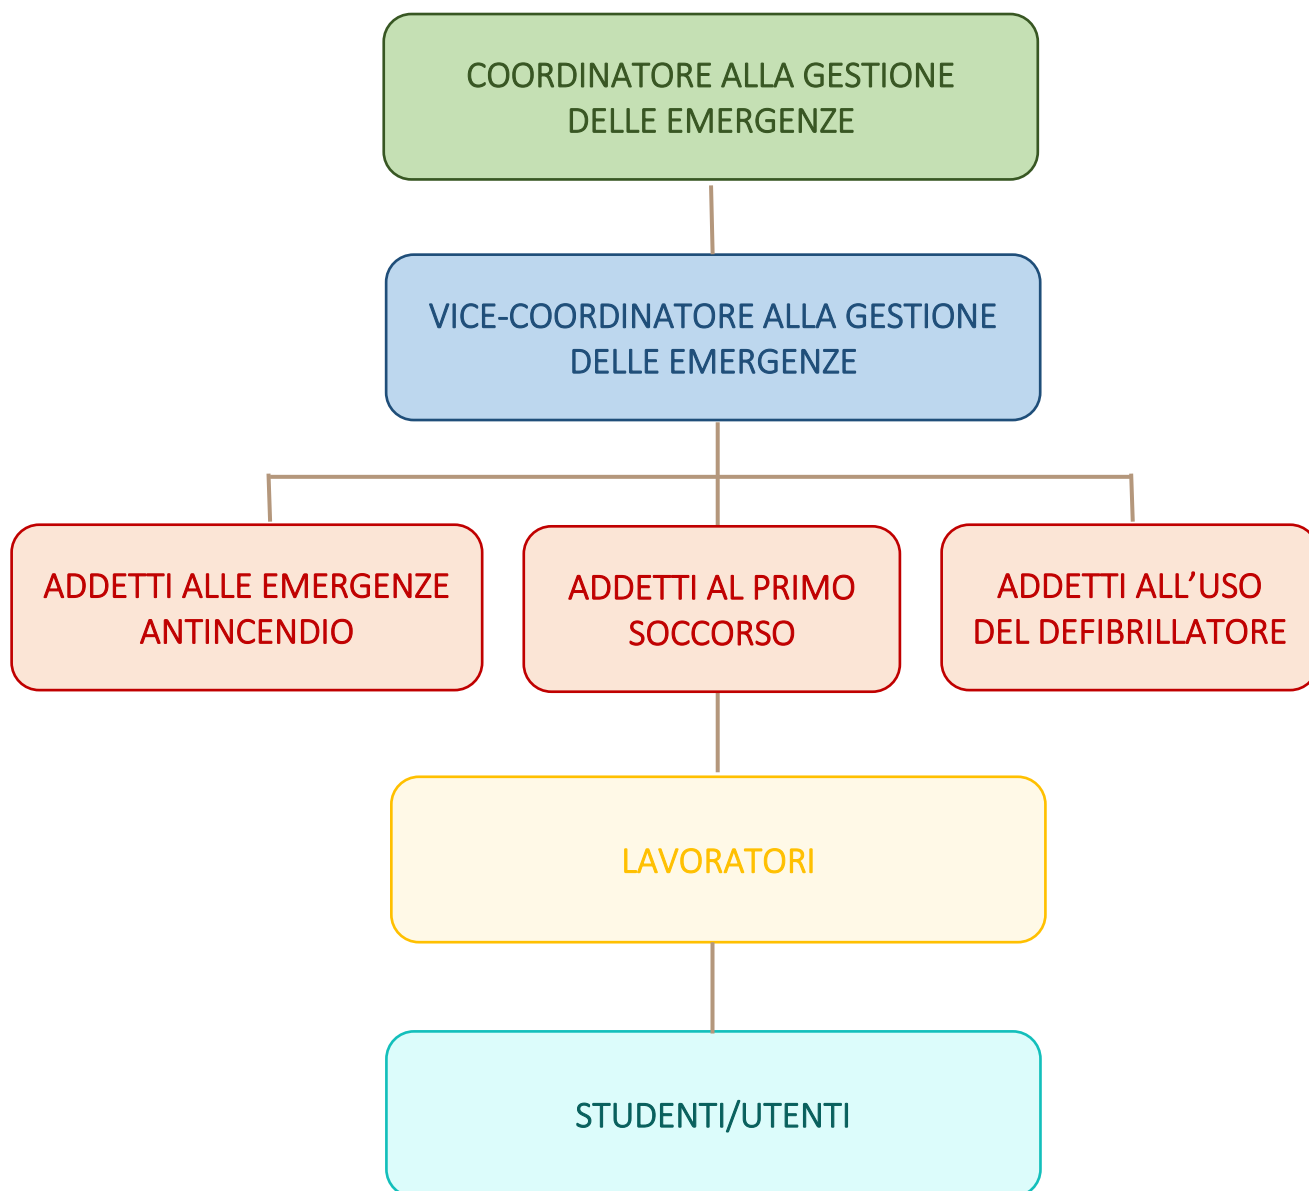 COORDINATORE ALLA GESTIONE
DELLE EMERGENZE
VICE-COORDINATORE ALLA GESTIONE
DELLE EMERGENZE
ADDETTI ALLE EMERGENZE
ANTINCENDIO
ADDETTI AL PRIMO
SOCCORSO
ADDETTI ALL’USO
DEL DEFIBRILLATORE
LAVORATORI
STUDENTI/UTENTI